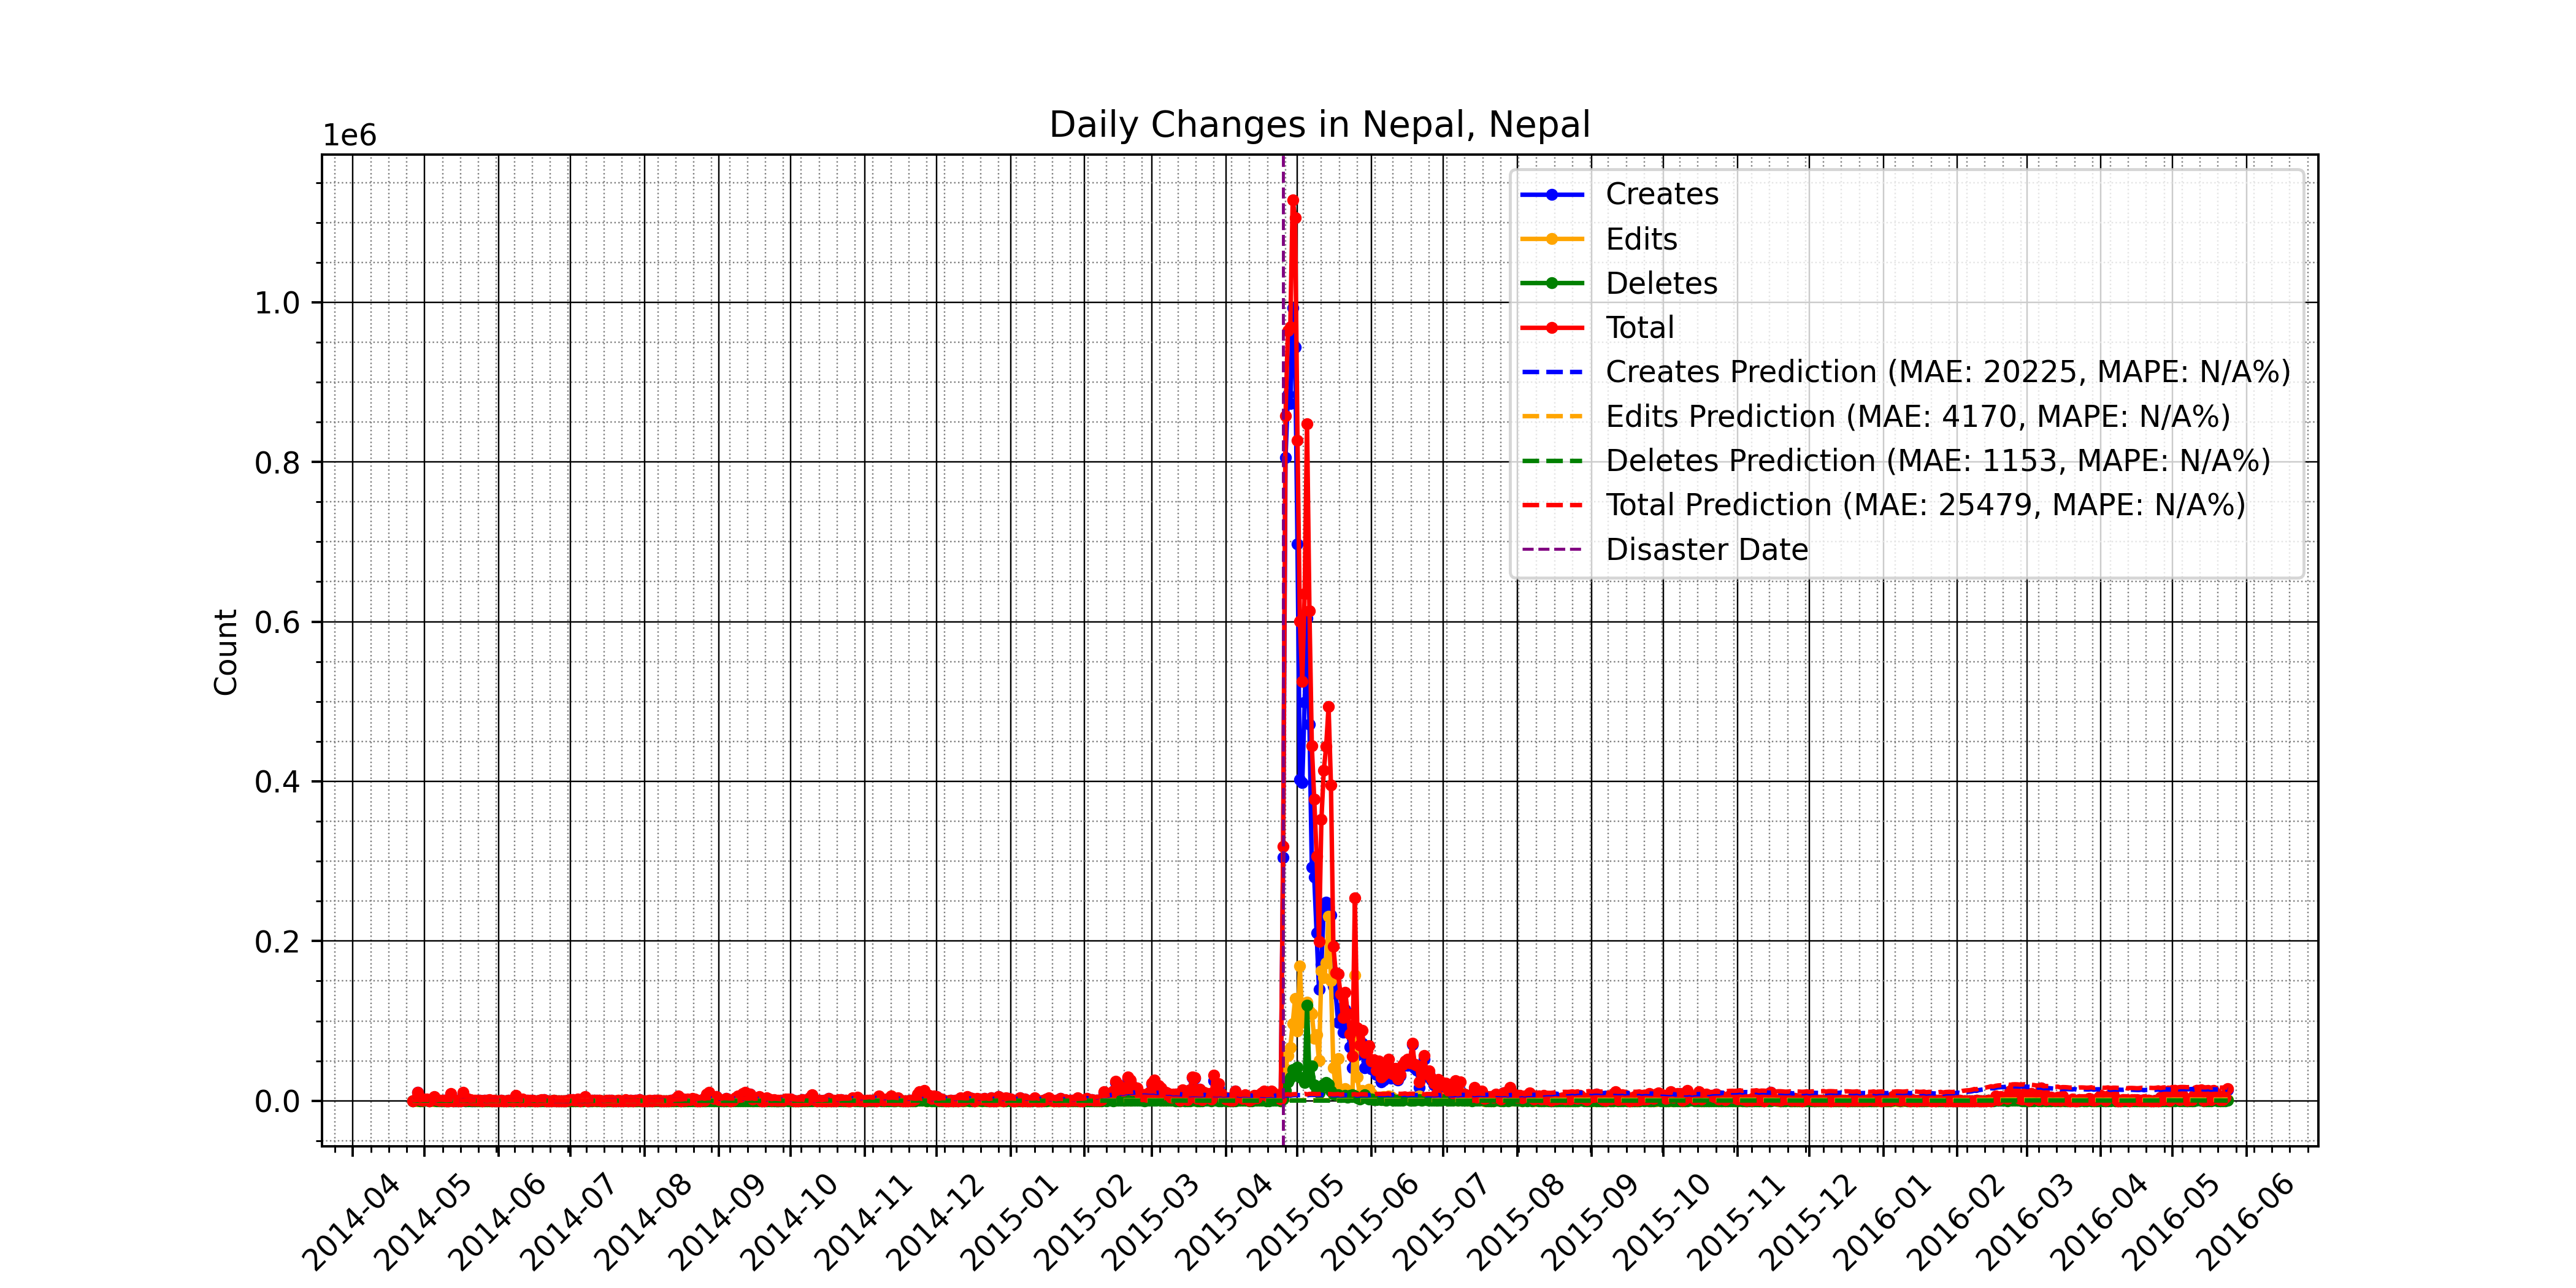 Daily Changes in Nepal, Nepal
1e6
Creates
Edits
Deletes
Total
Creates Prediction (MAE: 20225, MAPE: N/A%)
Edits Prediction (MAE: 4170, MAPE: N/A%)
Deletes Prediction (MAE: 1153, MAPE: N/A%)
Total Prediction (MAE: 25479, MAPE: N/A%)
Disaster Date
Count
1.0
0.8
0.6
0.4
0.2
0.0
2014-04
2014-05
2014-06
2014-07
2014-08
2014-09
2014-10
2014-11
2014-12
2015-01
2015-02
2015-03
2015-04
2015-05
2015-06
2015-07
2015-08
2015-09
2015-10
2015-11
2015-12
2016-01
2016-02
2016-03
2016-04
2016-05
2016-06